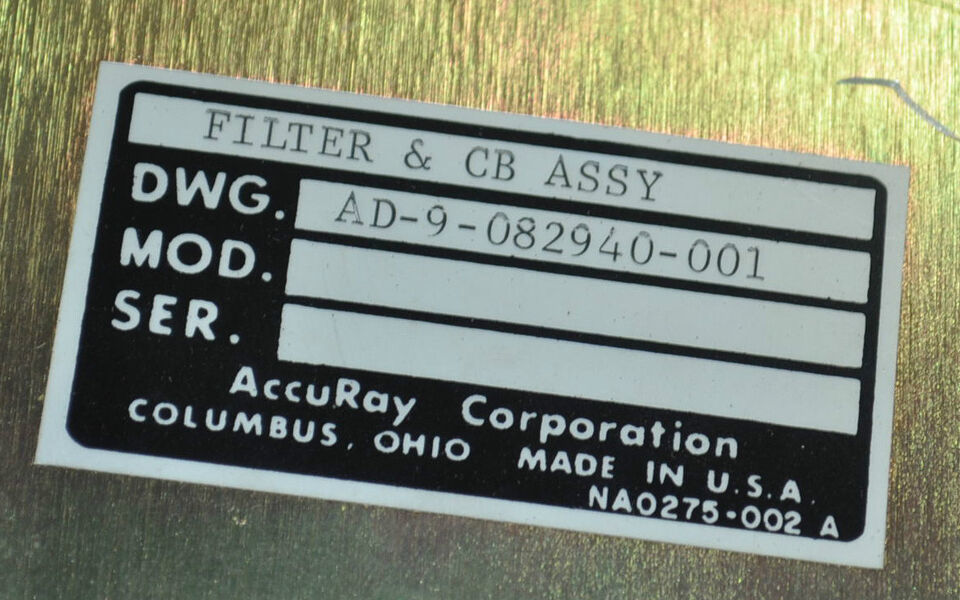 FILTER & CB ASSY
DWG. AD-9-082940-001
MOD.
SER.
AccuRay Corporation
COLUMBUS, OHIO MADE IN U.S.A.
NA0275-002 A